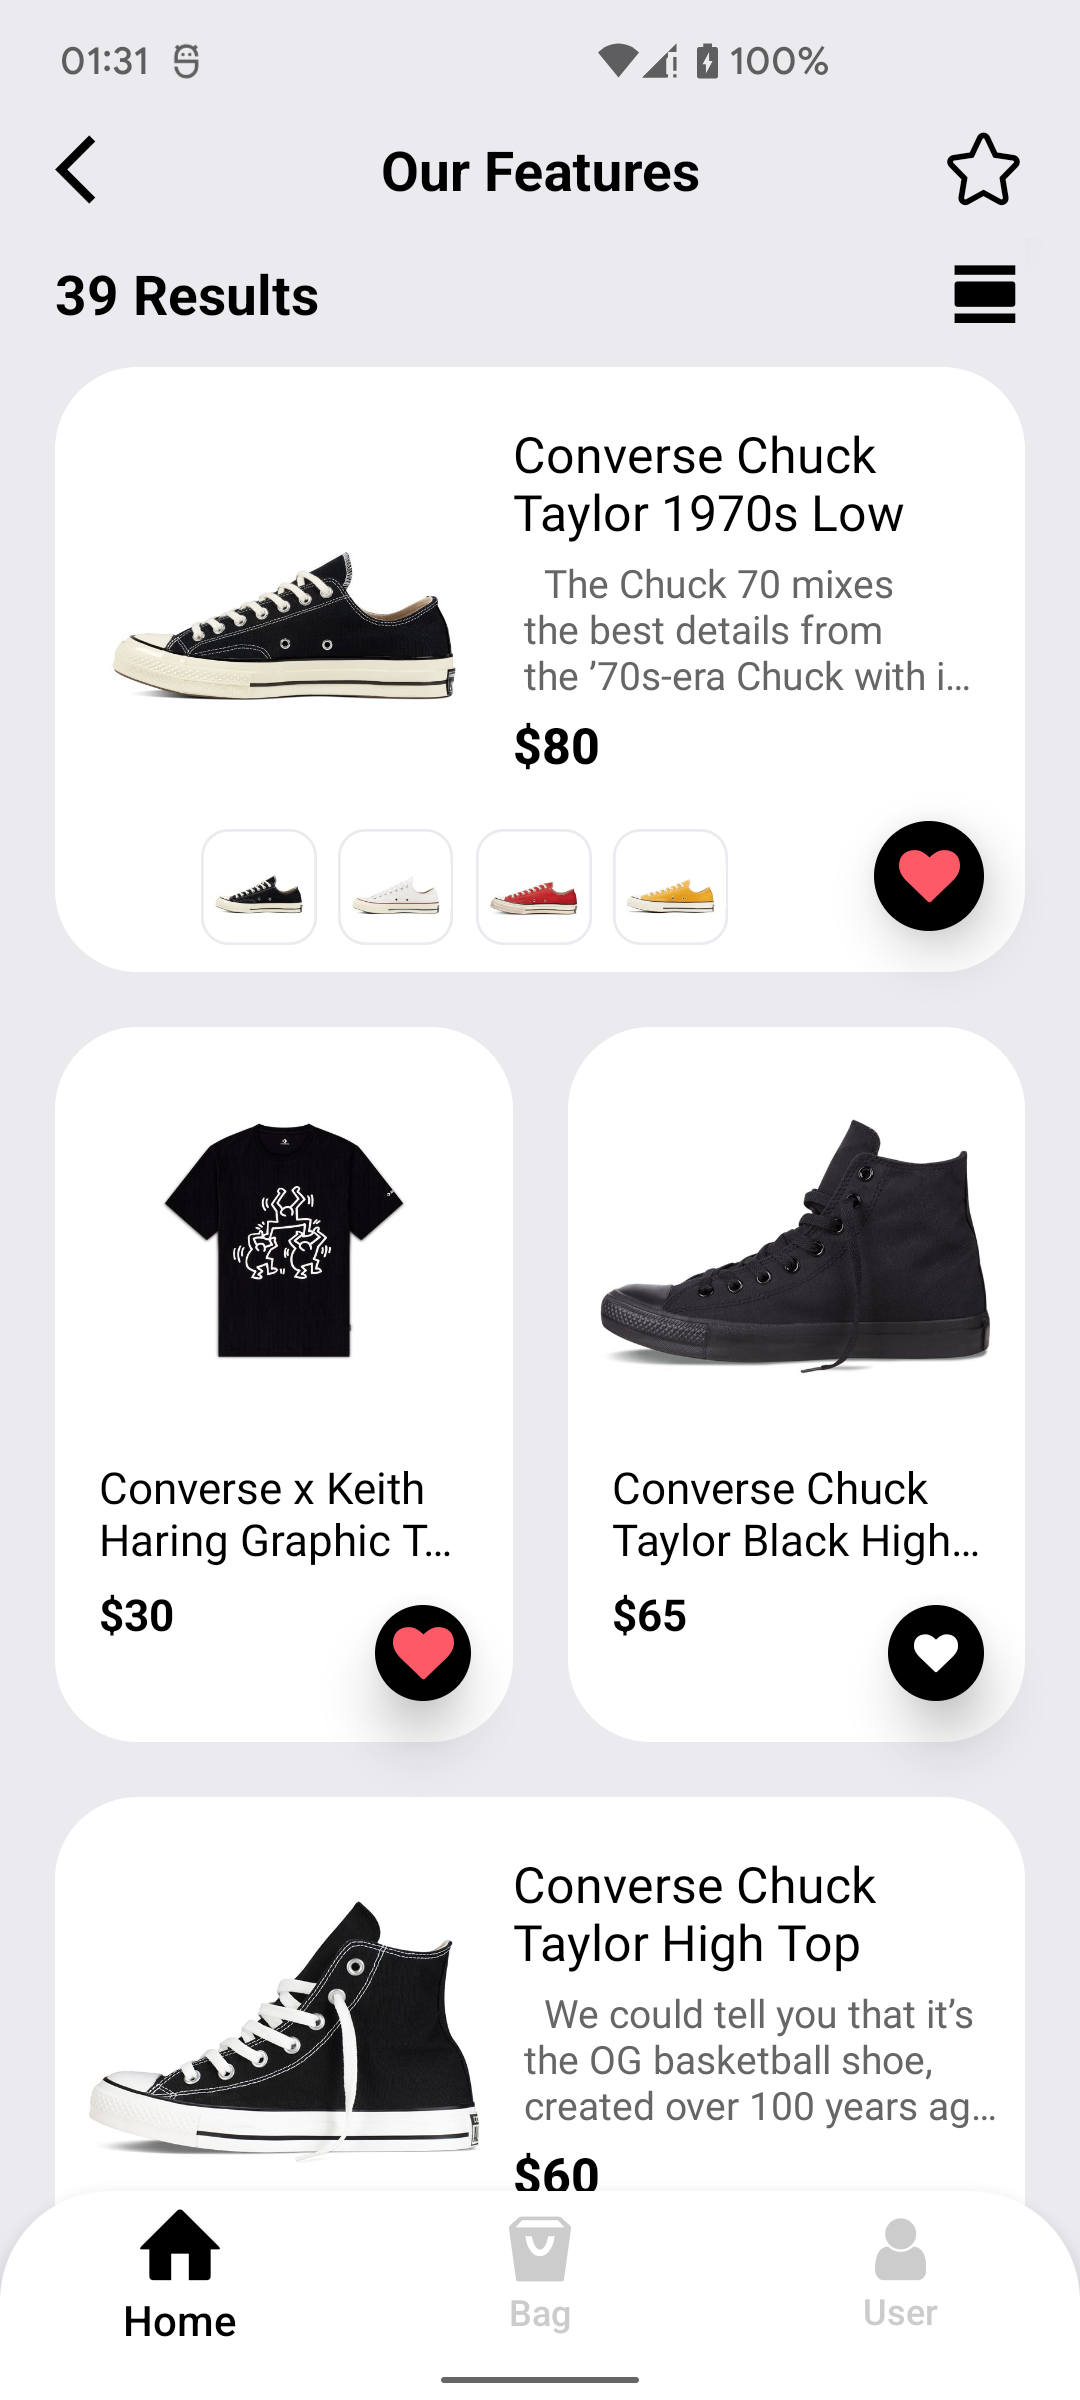 01:31
100%
Our Features
39 Results
Converse Chuck
Taylor 1970s Low
The Chuck 70 mixes
the best details from
the ’70s-era Chuck with i…
$80
Converse x Keith
Haring Graphic T…
$30
Converse Chuck
Taylor Black High…
$65
Converse Chuck
Taylor High Top
We could tell you that it’s
the OG basketball shoe,
created over 100 years ag…
$60
Home
Bag
User